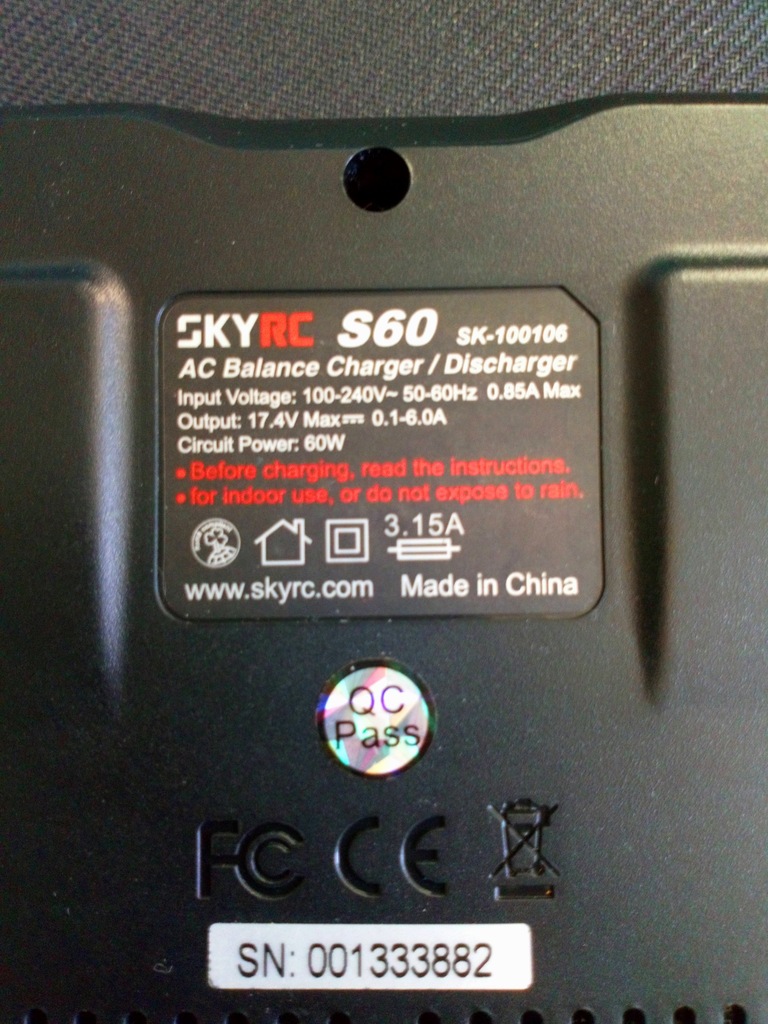 SKYRC S60 SK-100106
AC Balance Charger / Discharger
Input Voltage: 100-240V~ 50-60Hz 0.85A Max
Output: 17.4V Max⎓ 0.1-6.0A
Circuit Power: 60W
• Before charging, read the instructions.
• for indoor use, or do not expose to rain.
3.15A
www.skyrc.com Made in China
QC
Pass
FC CE
SN: 001333882